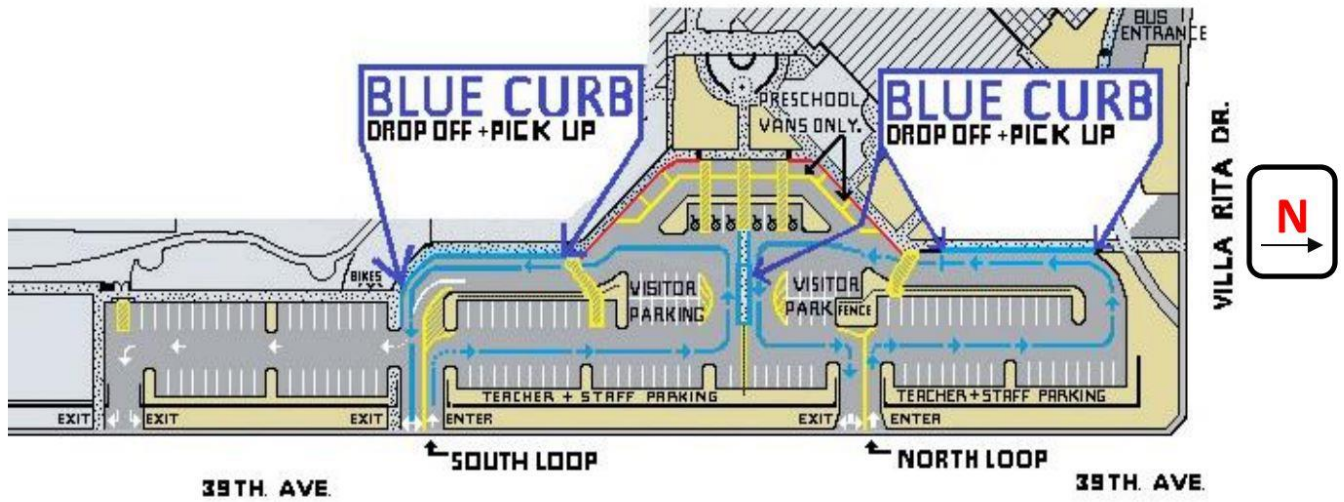 BUS
ENTRANCE
BLUE CURB
DROP OFF + PICK UP
PRESCHOOL
VANS ONLY.
BLUE CURB
DROP OFF + PICK UP
VILLA RITA DR.
N
BIKES
VISITOR
PARKING
VISITOR
PARK
FENCE
TEACHER + STAFF PARKING
TEACHER + STAFF PARKING
EXIT
EXIT
EXIT
ENTER
EXIT
ENTER
SOUTH LOOP
NORTH LOOP
39TH. AVE.
39TH. AVE.